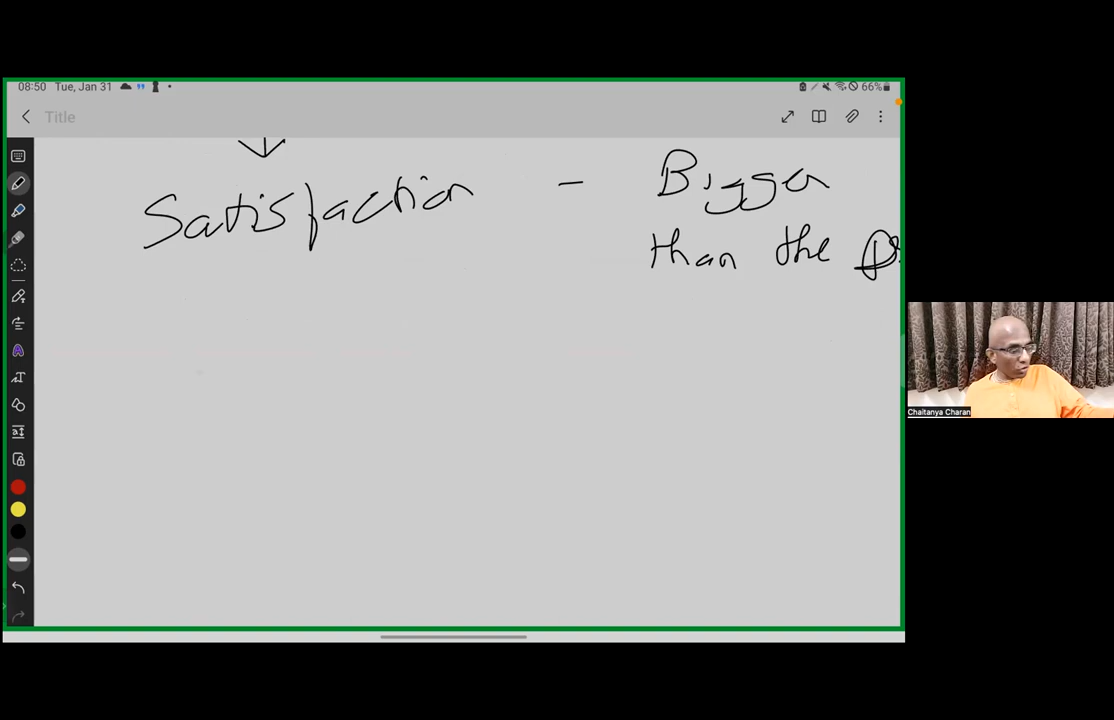 08:50 Tue, Jan 31 66%
Title
Satisfaction - Bigger
than the
Chaitanya Charan